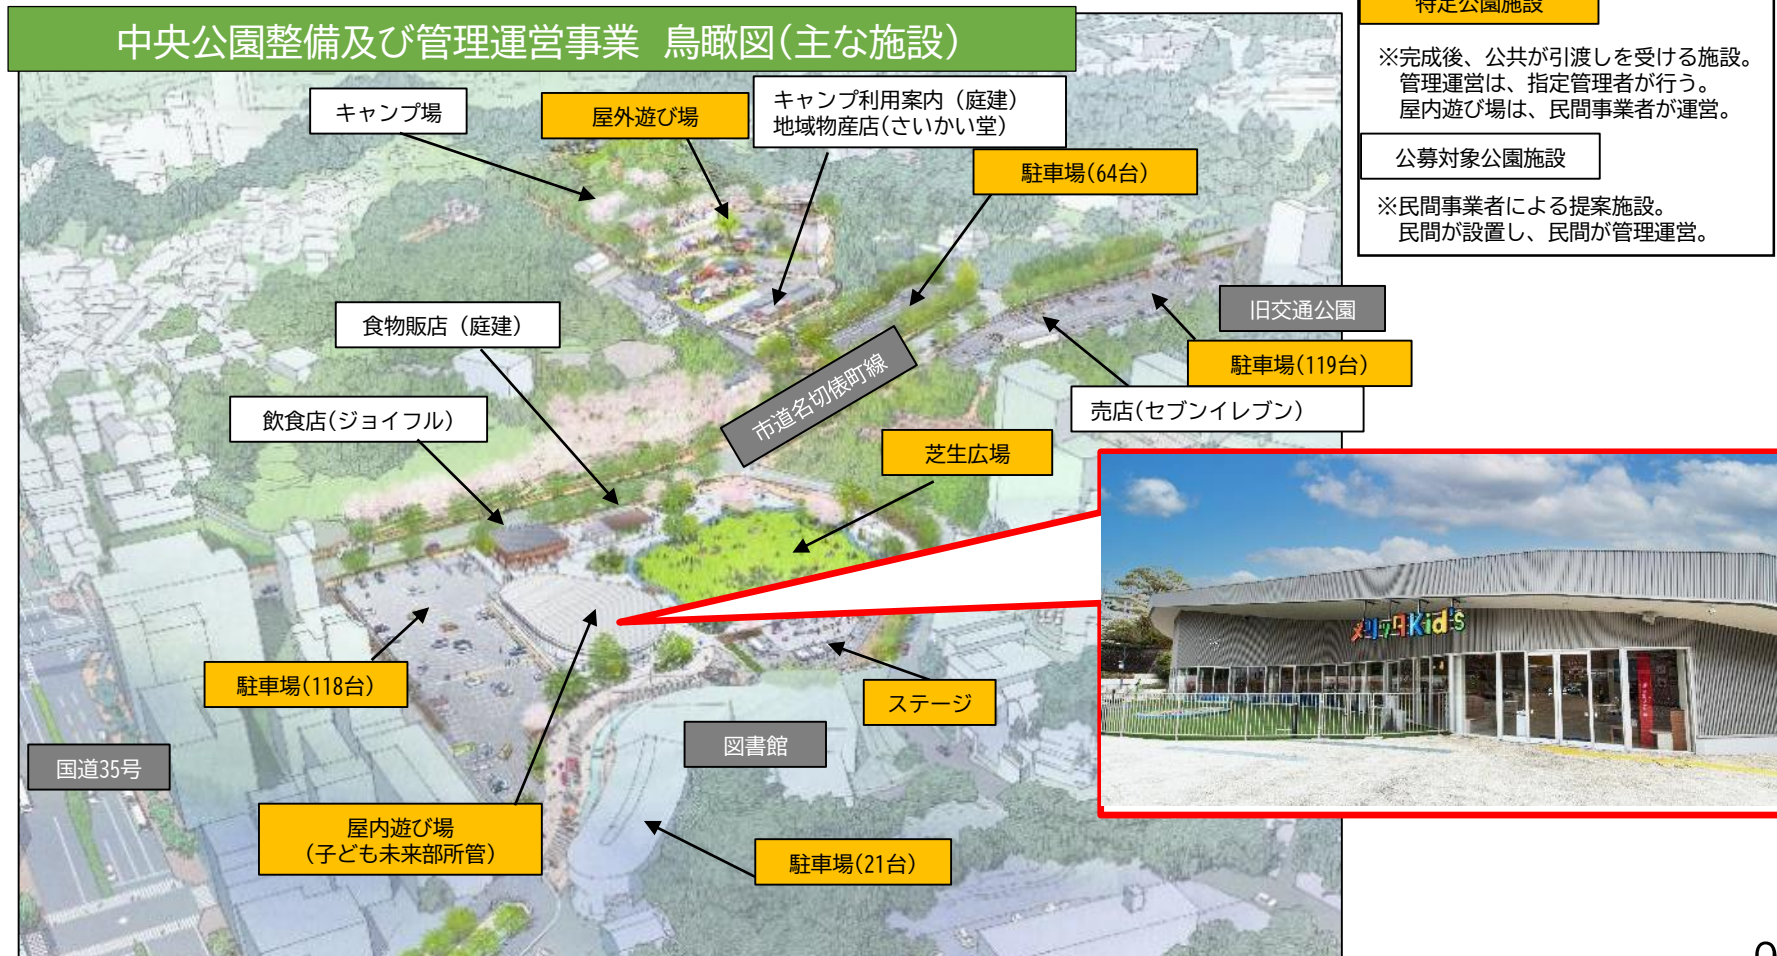 中央公園整備及び管理運営事業 鳥瞰図(主な施設)
特定公園施設
※完成後、公共が引渡しを受ける施設。
管理運営は、指定管理者が行う。
屋内遊び場は、民間事業者が運営。
公募対象公園施設
※民間事業者による提案施設。
民間が設置し、民間が管理運営。
キャンプ場
屋外遊び場
キャンプ利用案内（庭建）
地域物産店(さいかい堂)
駐車場(64台)
旧交通公園
駐車場(119台)
売店(セブンイレブン)
食物販店（庭建）
市道名切俵町線
飲食店(ジョイフル)
芝生広場
メリッタKid's
駐車場(118台)
ステージ
図書館
国道35号
屋内遊び場
(子ども未来部所管)
駐車場(21台)